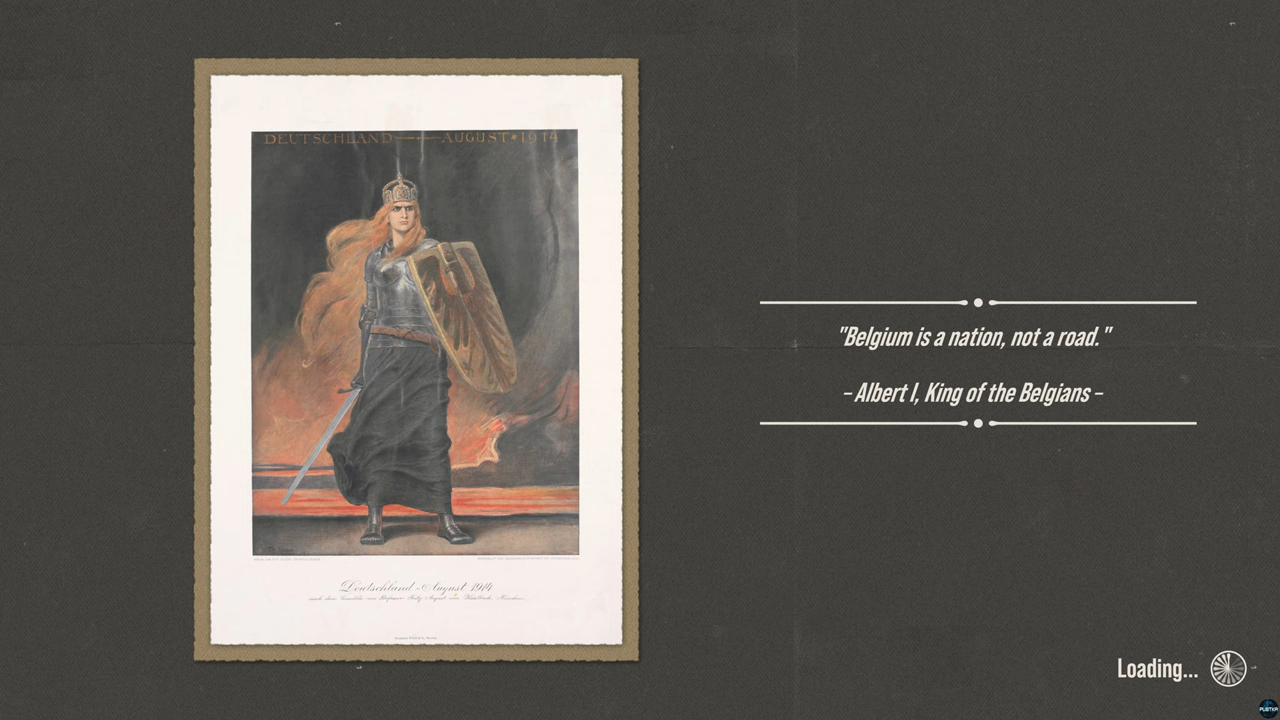 DEUTSCHLAND AUGUST 1914
Deutschland - August 1914
"Belgium is a nation, not a road."
– Albert I, King of the Belgians –
Loading...